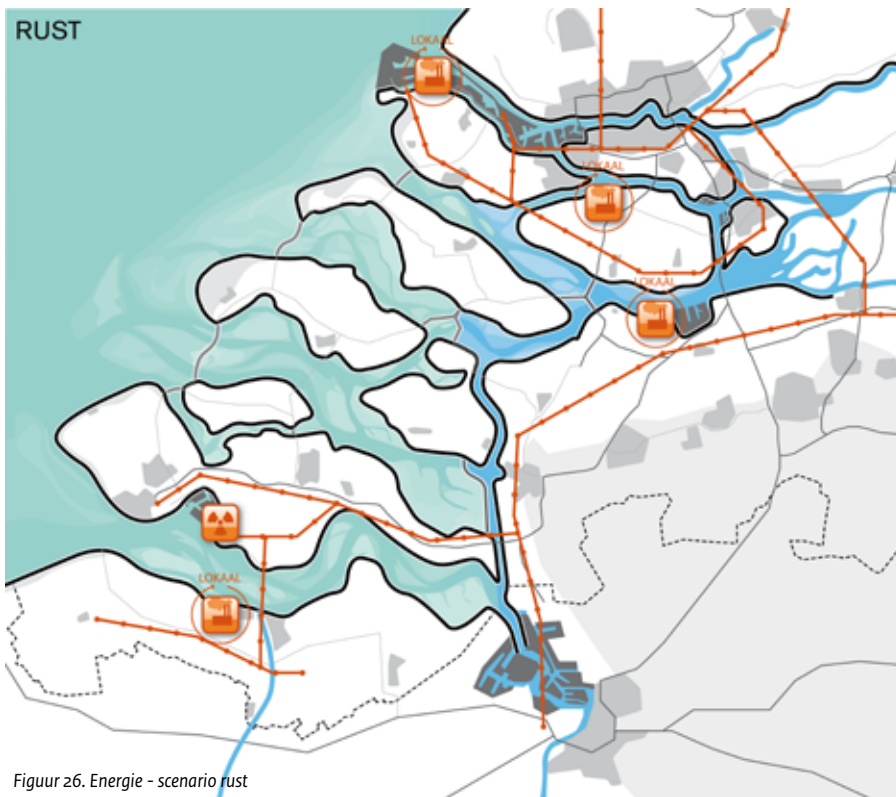 RUST
LOKAAL
LOKAAL
LOKAAL
LOKAAL
Figuur 26. Energie - scenario rust